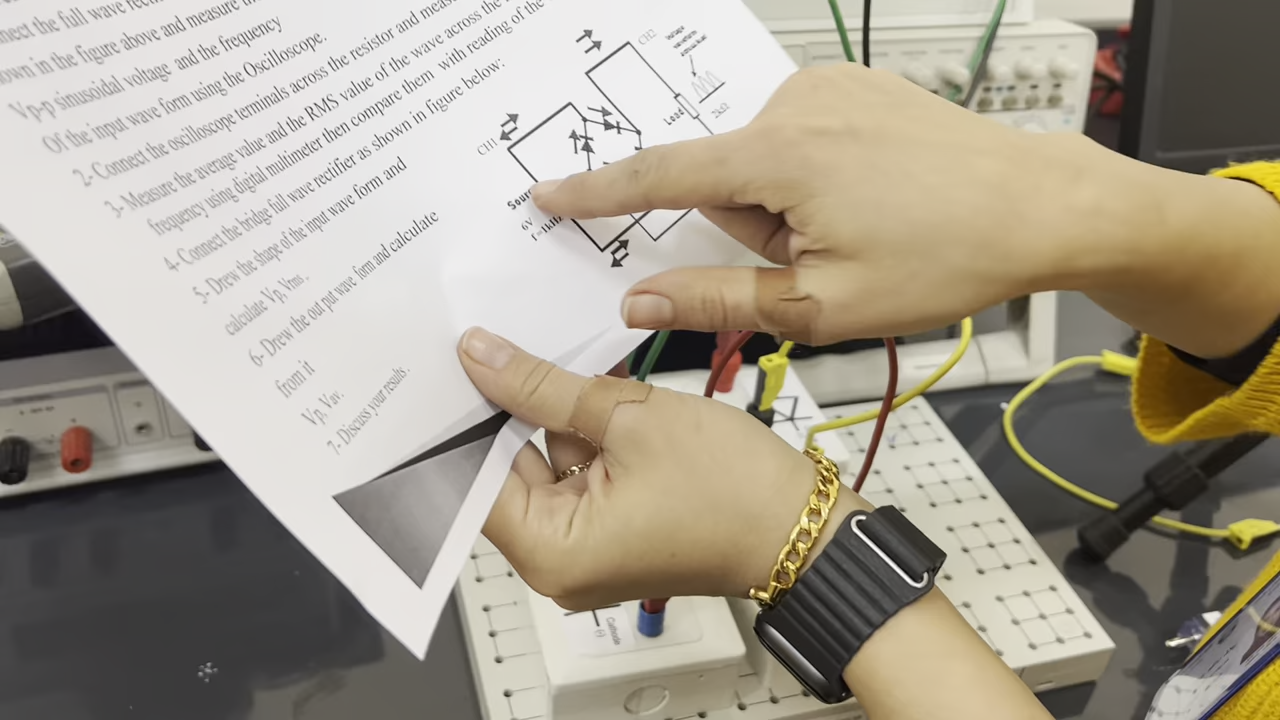 nect the full wave rect
own in the figure above and measure th
Vp-p sinusoidal voltage and the frequency
Of the input wave form using the Oscilloscope.
2- Connect the oscilloscope terminals across the resistor and meas
3- Measure the average value and the RMS value of the wave across the
frequency using digital multimeter then compare them with reading of the
4- Connect the bridge full wave rectifier as shown in figure below:
5- Drew the shape of the input wave form and
calculate Vp, Vrms.
6- Drew the out put wave form and calculate
from it
Vp, Vav.
7- Discuss your results.
CH1
CH2
Load
2kΩ
Sour
6V
f=1kHz
Cathode
(-)